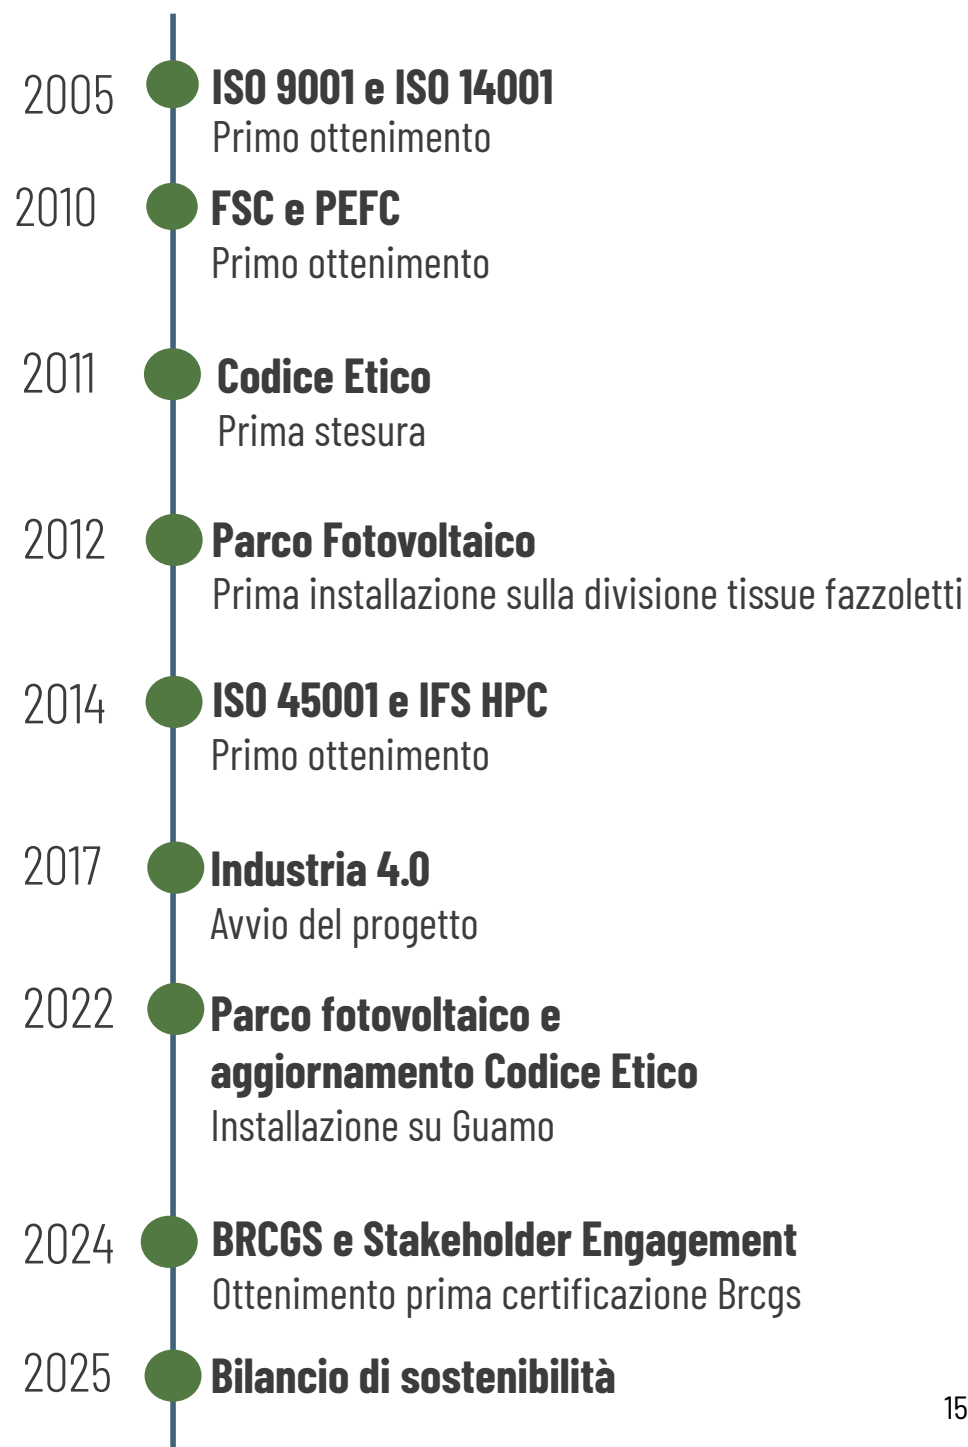 2005
ISO 9001 e ISO 14001
Primo ottenimento
2010
FSC e PEFC
Primo ottenimento
2011
Codice Etico
Prima stesura
2012
Parco Fotovoltaico
Prima installazione sulla divisione tissue fazzoletti
2014
ISO 45001 e IFS HPC
Primo ottenimento
2017
Industria 4.0
Avvio del progetto
2022
Parco fotovoltaico e
aggiornamento Codice Etico
Installazione su Guamo
2024
BRCGS e Stakeholder Engagement
Ottenimento prima certificazione Brcgs
2025
Bilancio di sostenibilità
15